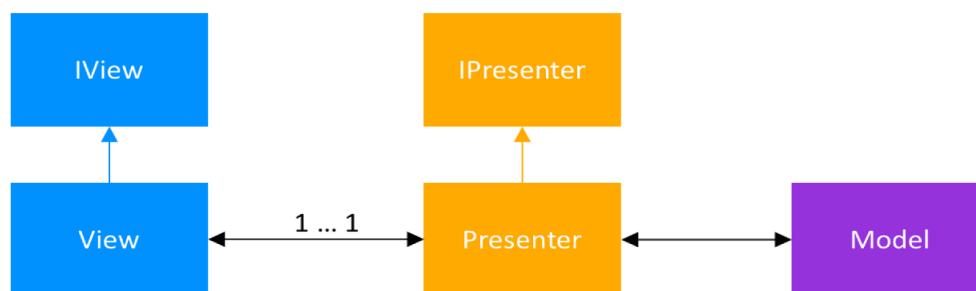 IView
IPresenter
1 ... 1
View
Presenter
Model